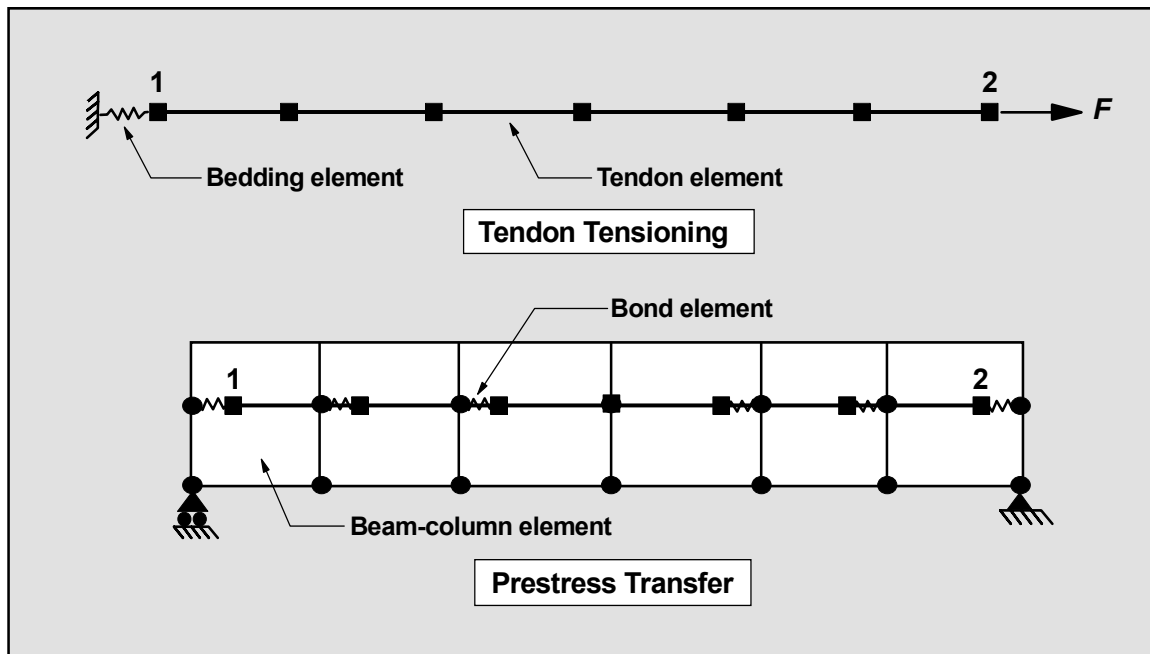 1
2
F
Bedding element
Tendon element
Tendon Tensioning
Bond element
1
2
Beam-column element
Prestress Transfer